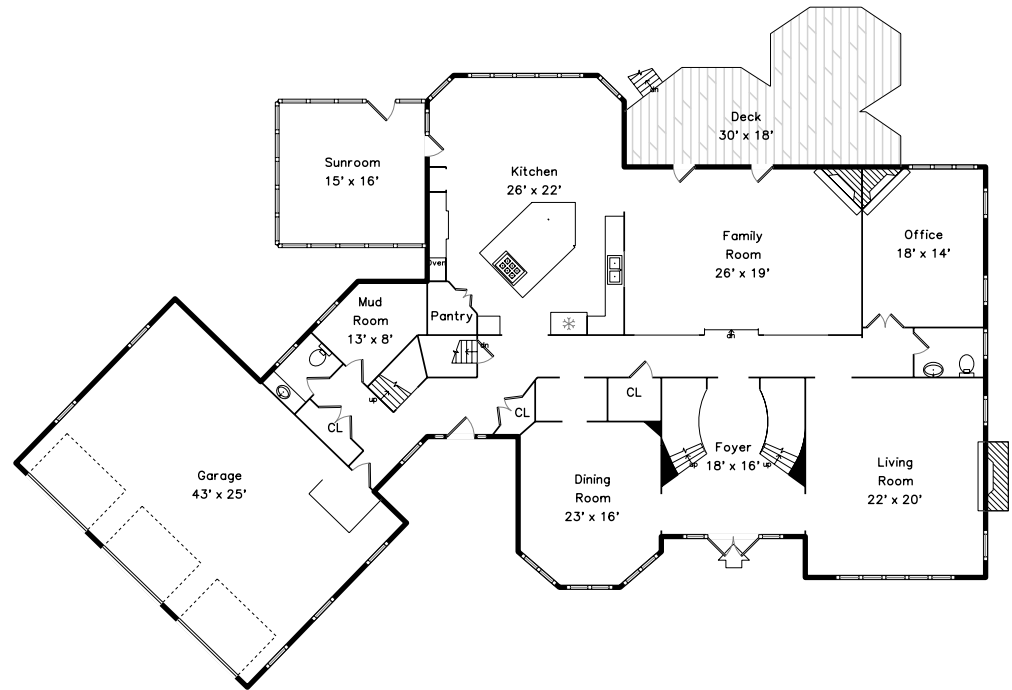 Deck
30' x 18'
Sunroom
15' x 16'
Kitchen
26' x 22'
dn
Family
Room
26' x 19'
Office
18' x 14'
Oven
Mud
Room
13' x 8'
Pantry
dn
dn
up
CL
CL
CL
Foyer
18' x 16'
up
up
Garage
43' x 25'
Dining
Room
23' x 16'
Living
Room
22' x 20'